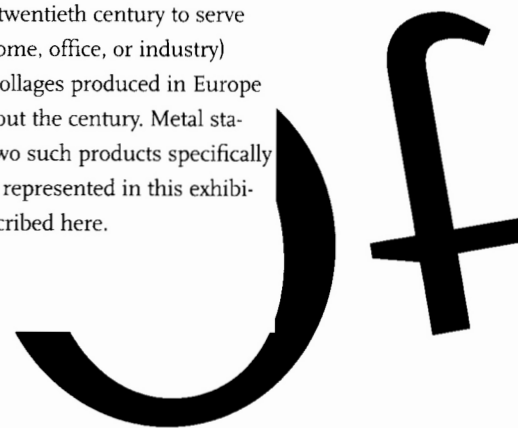 twentieth century to serve
ome, office, or industry)
ollages produced in Europe
out the century. Metal sta-
wo such products specifically
represented in this exhibi-
cribed here.
of